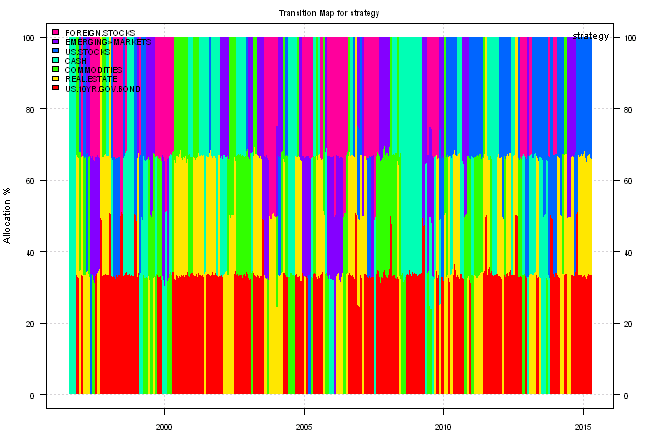 Transition Map for strategy
strategy
FOREIGN.STOCKS
EMERGING>MARKETS
US.STOCKS
CASH
COMMODITIES
REAL.ESTATE
US.10YR.GOV.BOND
100
80
60
40
20
0
100
80
60
40
20
0
Allocation %
2000
2005
2010
2015